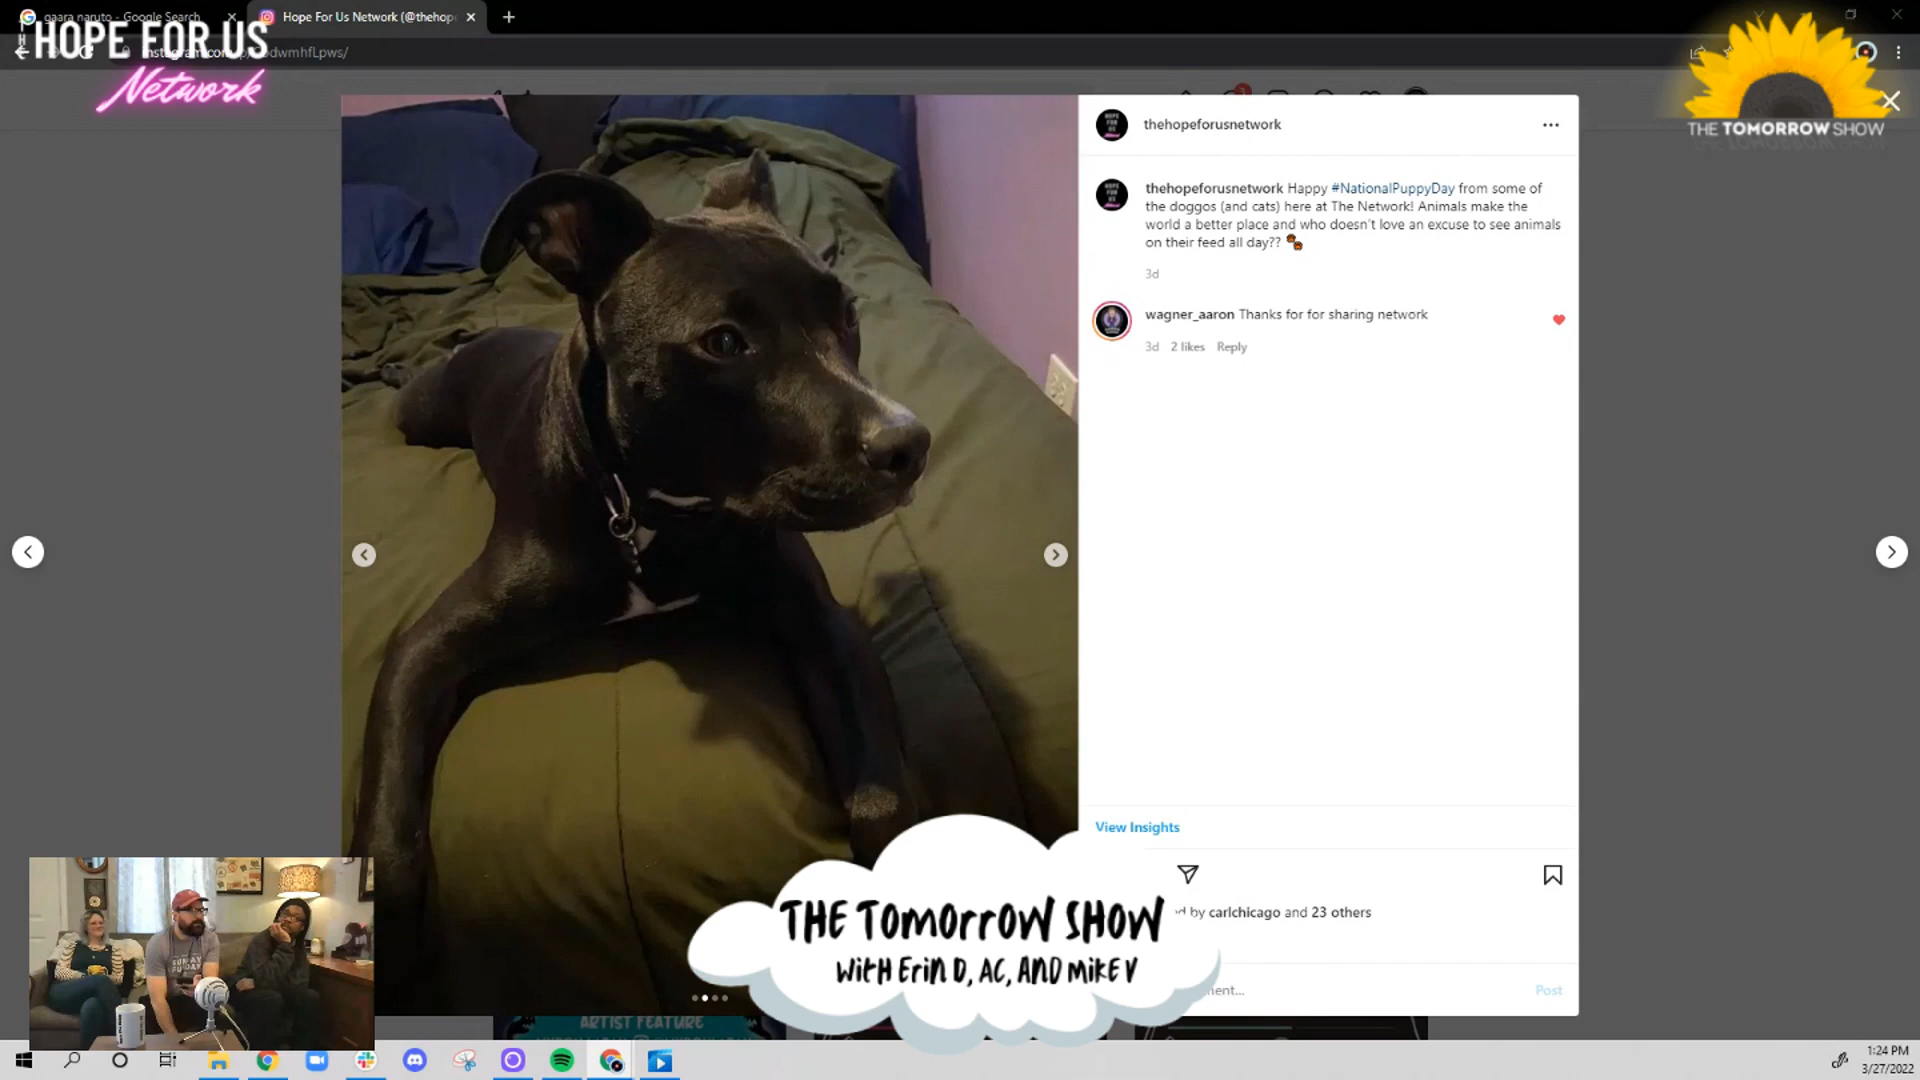 gaara naruto - Google Search
Hope For Us Network (@thehop
HOPE FOR US
Network
THE TOMORROW SHOW
thehopeforusnetwork
thehopeforusnetwork Happy #NationalPuppyDay from some of
the doggos (and cats) here at The Network! Animals make the
world a better place and who doesn't love an excuse to see animals
on their feed all day??
3d
wagner_aaron Thanks for for sharing network
3d 2 likes Reply
View Insights
by carlchicago and 23 others
Post
THE Tomorrow SHOW
with Erin D, AC, AND mike V
ARTIST FEATURE
1:24 PM
3/27/2022